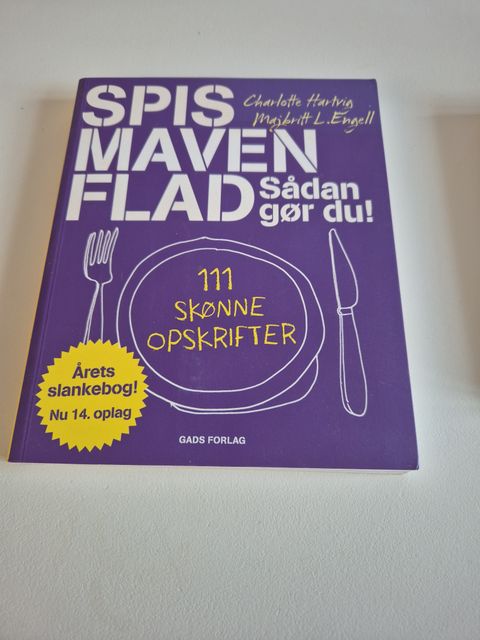 SPIS
MAVEN
FLAD
Charlotte Hartvig
Majbritt L. Engell
Sådan
gør du!
111
SKØNNE
OPSKRIFTER
Årets
slankebog!
Nu 14. oplag
GADS FORLAG